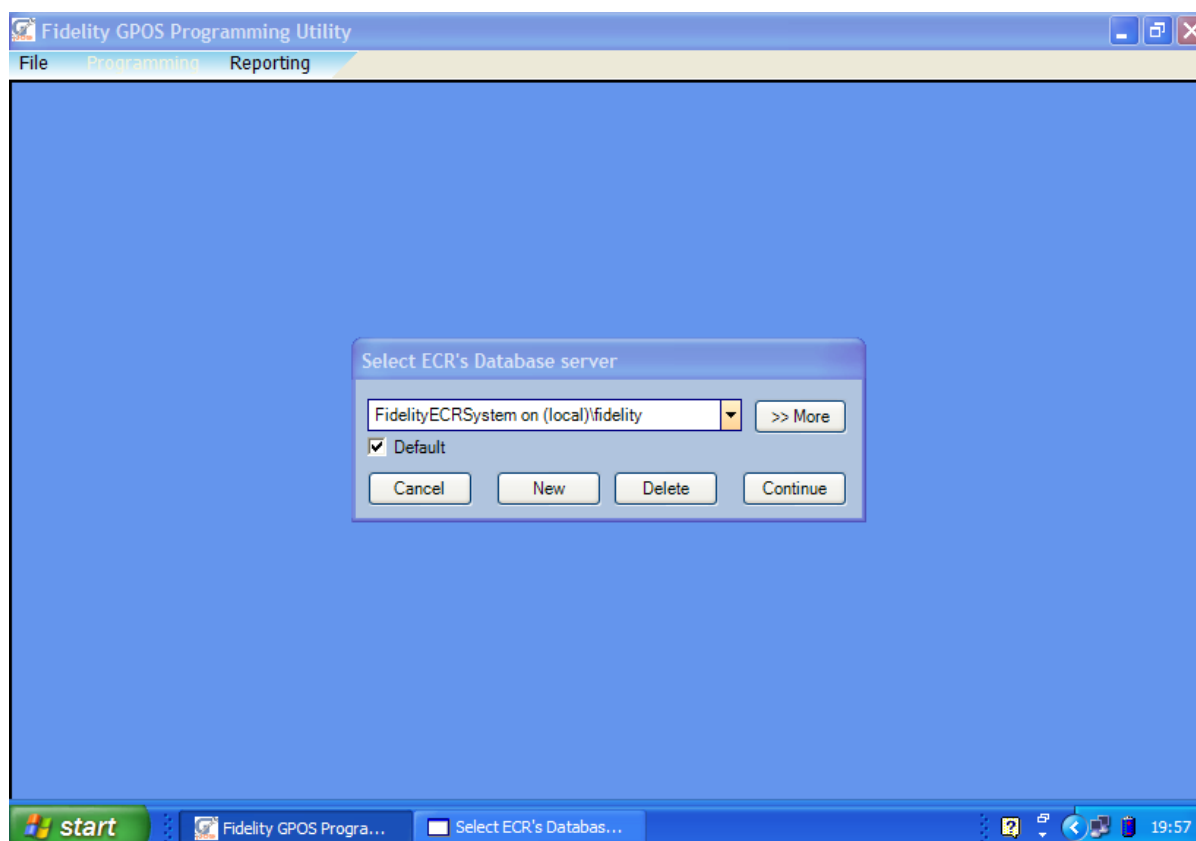 Fidelity GPOS Programming Utility
File Programming Reporting
Select ECR's Database server
FidelityECRSystem on (local)\fidelity >> More
Default
Cancel New Delete Continue
start Fidelity GPOS Progra... Select ECR's Databas... 19:57